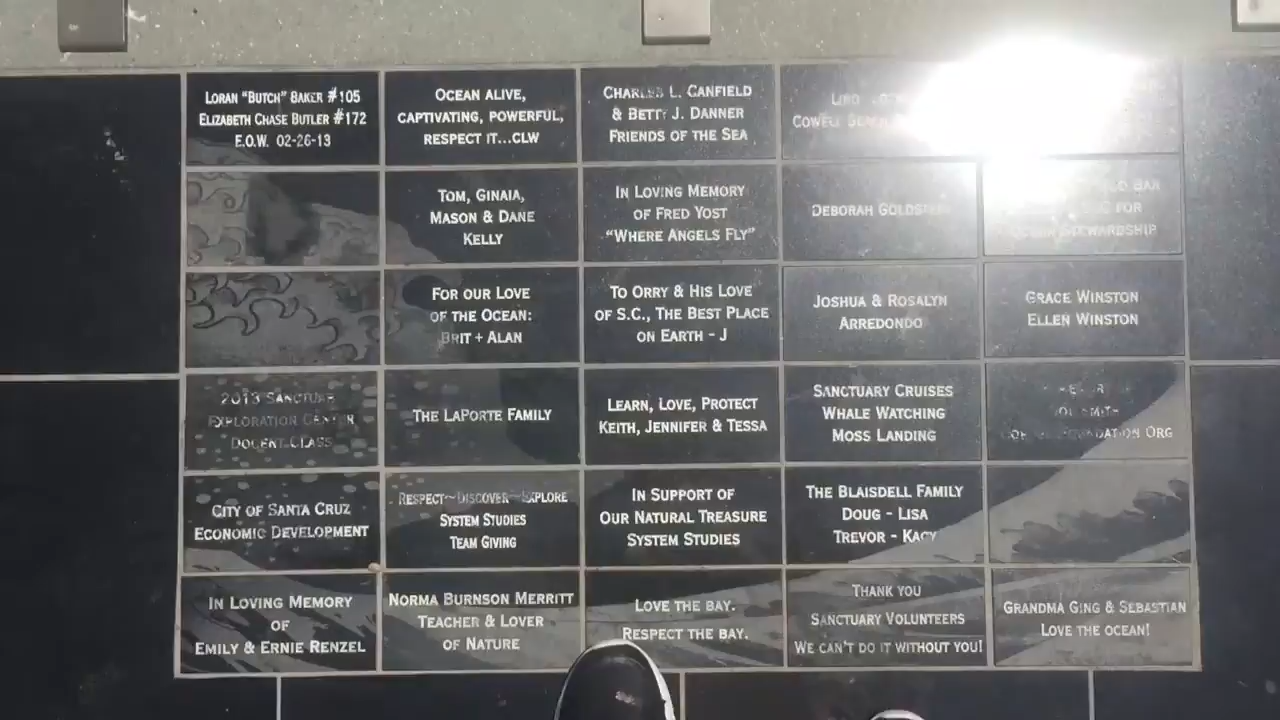 LORAN "BUTCH" BAKER #105
ELIZABETH CHASE BUTLER #172
E.O.W. 02-26-13
OCEAN ALIVE,
CAPTIVATING, POWERFUL,
RESPECT IT...CLW
CHARLES L. CANFIELD
& BETTY J. DANNER
FRIENDS OF THE SEA
COWELL
TOM, GINAIA,
MASON & DANE
KELLY
IN LOVING MEMORY
OF FRED YOST
"WHERE ANGELS FLY"
DEBORAH
FOR
STEWARDSHIP
FOR OUR LOVE
OF THE OCEAN:
BRIT + ALAN
TO ORRY & HIS LOVE
OF S.C., THE BEST PLACE
ON EARTH - J
JOSHUA & ROSALYN
ARREDONDO
GRACE WINSTON
ELLEN WINSTON
2013 SANCTUARY
EXPLORATION CENTER
DOCENT CLASS
THE LAPORTE FAMILY
LEARN, LOVE, PROTECT
KEITH, JENNIFER & TESSA
SANCTUARY CRUISES
WHALE WATCHING
MOSS LANDING
ORG
CITY OF SANTA CRUZ
ECONOMIC DEVELOPMENT
RESPECT~DISCOVER~EXPLORE
SYSTEM STUDIES
TEAM GIVING
IN SUPPORT OF
OUR NATURAL TREASURE
SYSTEM STUDIES
THE BLAISDELL FAMILY
DOUG - LISA
TREVOR - KACY
IN LOVING MEMORY
OF
EMILY & ERNIE RENZEL
NORMA BURNSON MERRITT
TEACHER & LOVER
OF NATURE
LOVE THE BAY.
RESPECT THE BAY.
THANK YOU
SANCTUARY VOLUNTEERS
WE CAN'T DO IT WITHOUT YOU!
GRANDMA GING & SEBASTIAN
LOVE THE OCEAN!